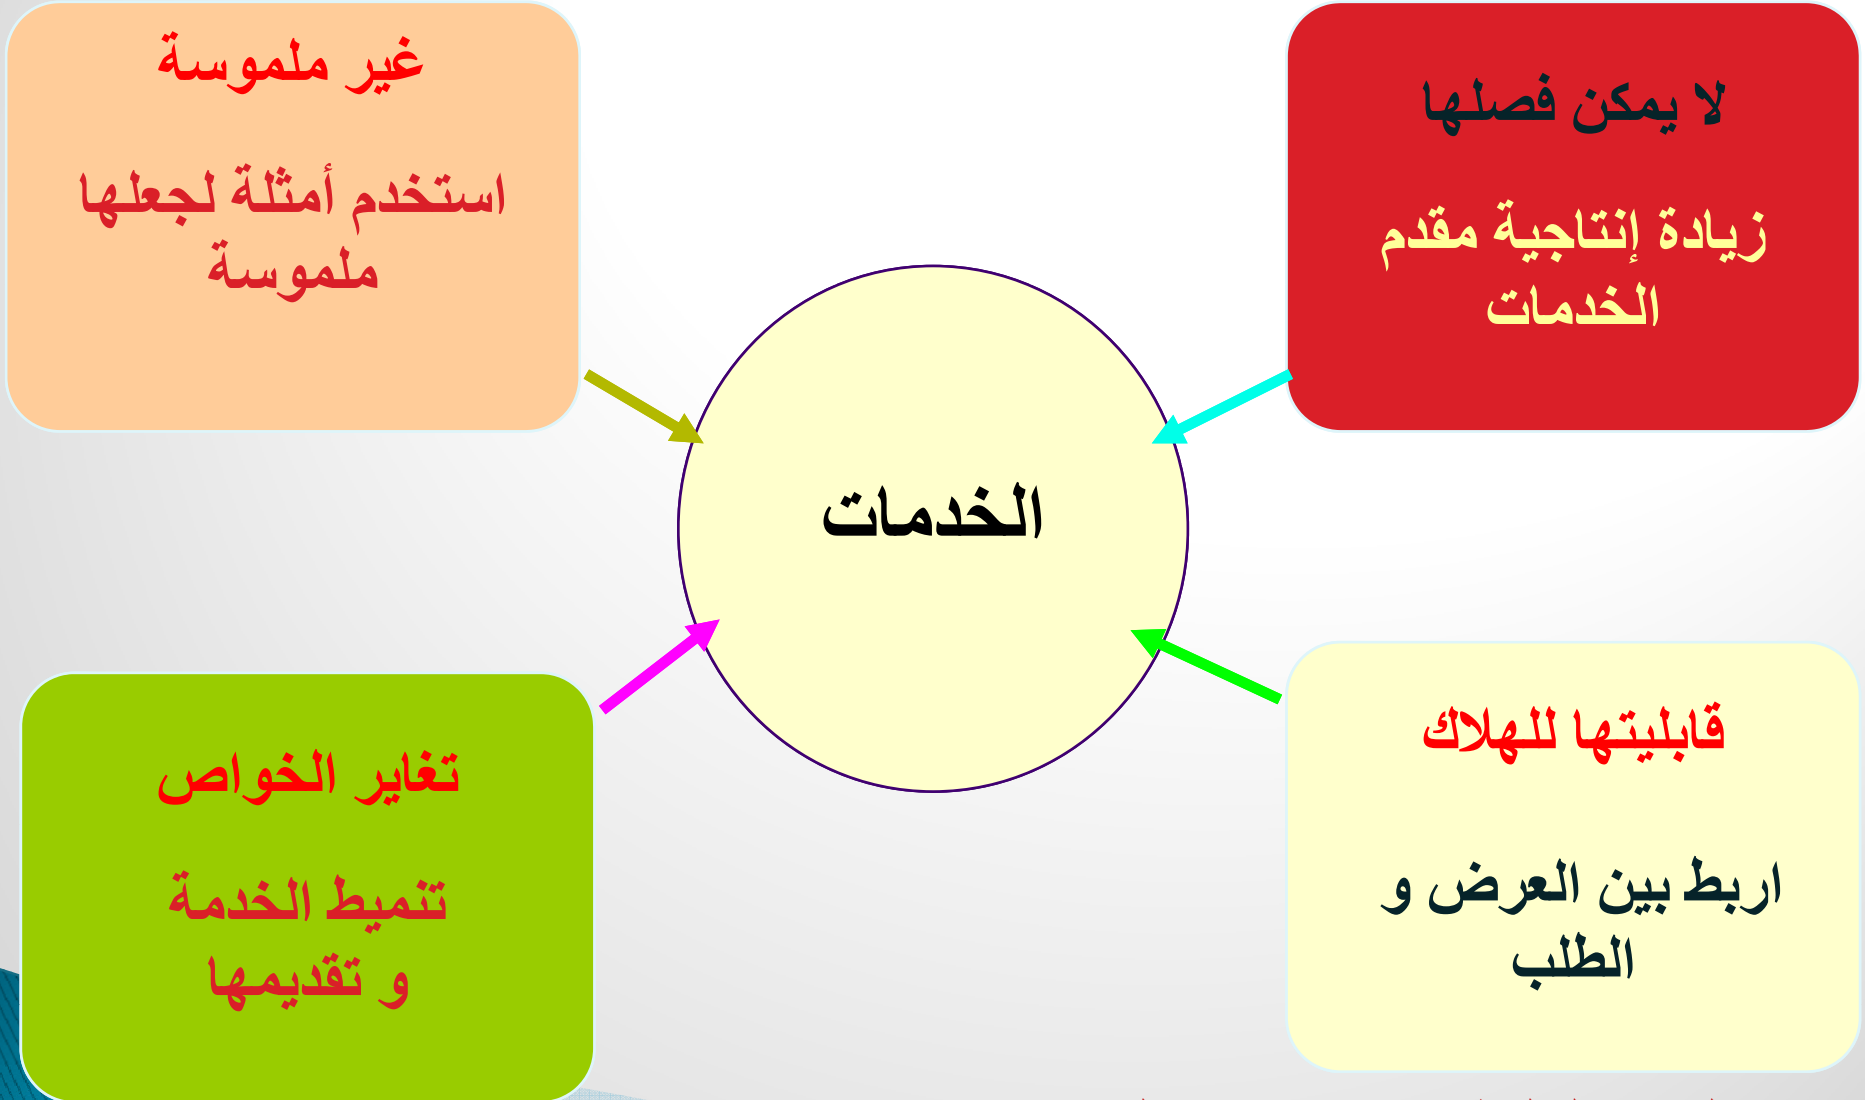 لا يمكن فصلها
زيادة إنتاجية مقدم
الخدمات
غير ملموسة
استخدم أمثلة لجعلها
ملموسة
الخدمات
قابليتها للهلاك
اربط بين العرض و
الطلب
تغاير الخواص
تنميط الخدمة
و تقديمها